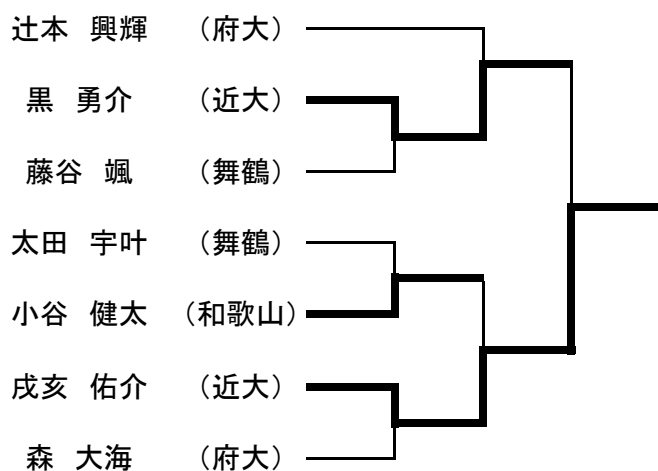 辻本 興輝 (府大)
黒 勇介 (近大)
藤谷 颯 (舞鶴)
太田 宇叶 (舞鶴)
小谷 健太 (和歌山)
戌亥 佑介 (近大)
森 大海 (府大)